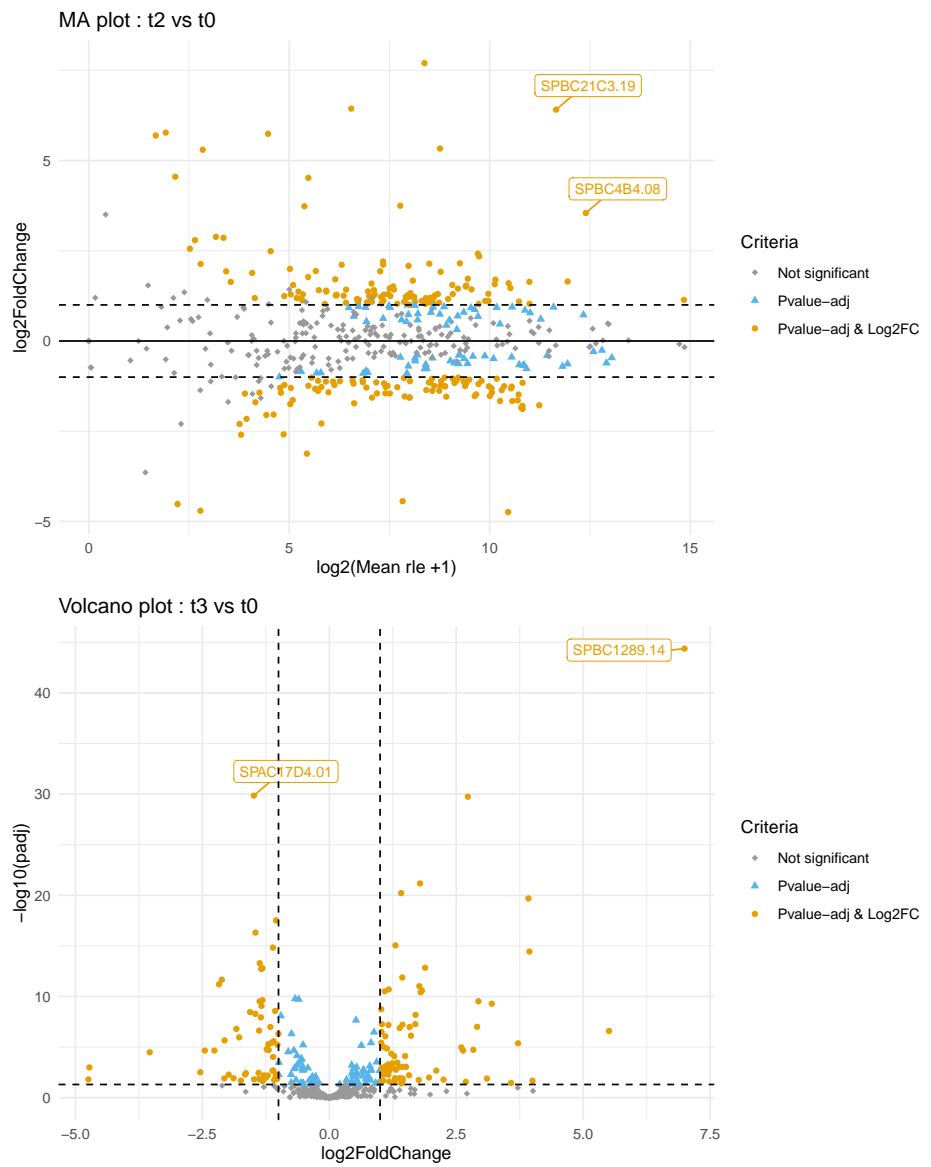 MA plot : t2 vs t0
SPBC21C3.19
SPBC4B4.08
5
0
−5
log2FoldChange
0
5
10
15
log2(Mean rle +1)
Criteria
Not significant
Pvalue−adj
Pvalue−adj & Log2FC
Volcano plot : t3 vs t0
SPBC1289.14
SPAC17D4.01
40
30
20
10
0
−log10(padj)
−5.0
−2.5
0.0
2.5
5.0
7.5
log2FoldChange
Criteria
Not significant
Pvalue−adj
Pvalue−adj & Log2FC